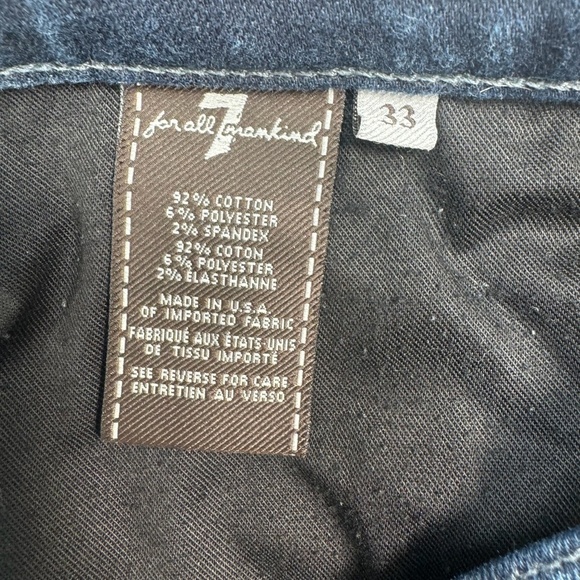 7
for all mankind
33
92% COTTON
6% POLYESTER
2% SPANDEX
92% COTON
6% POLYESTER
2% ELASTHANNE
MADE IN U.S.A
OF IMPORTED FABRIC
FABRIQUÉ AUX ÉTATS-UNIS
DE TISSU IMPORTÉ
SEE REVERSE FOR CARE
ENTRETIEN AU VERSO